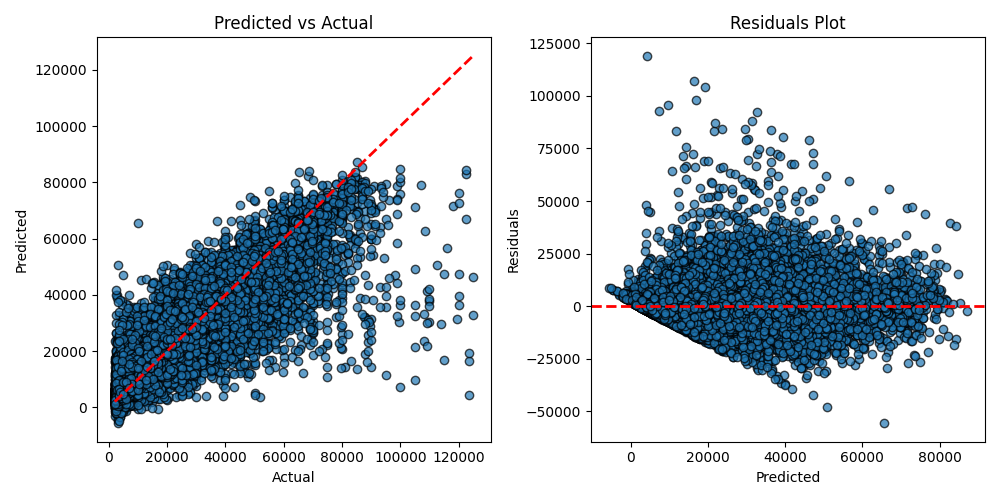 Predicted vs Actual
120000
100000
80000
60000
40000
20000
0
Predicted
0 20000 40000 60000 80000 100000 120000
Actual
Residuals Plot
125000
100000
75000
50000
25000
0
−25000
−50000
Residuals
0 20000 40000 60000 80000
Predicted